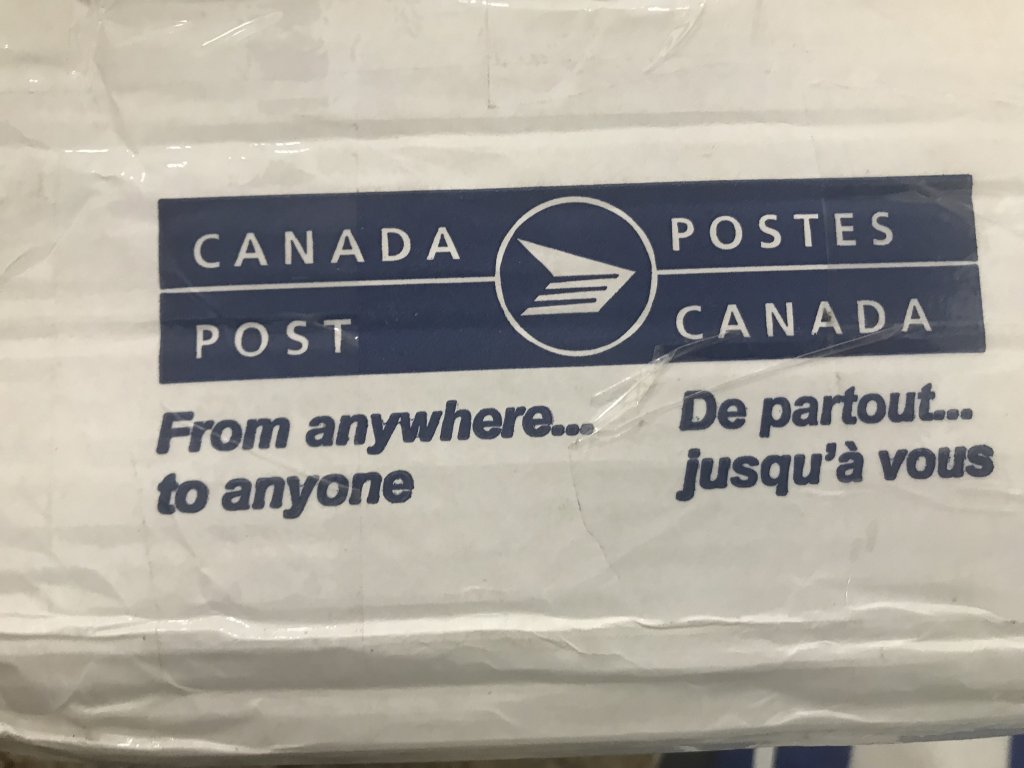 CANADA
POST
POSTES
CANADA
From anywhere...
to anyone
De partout...
jusqu'à vous